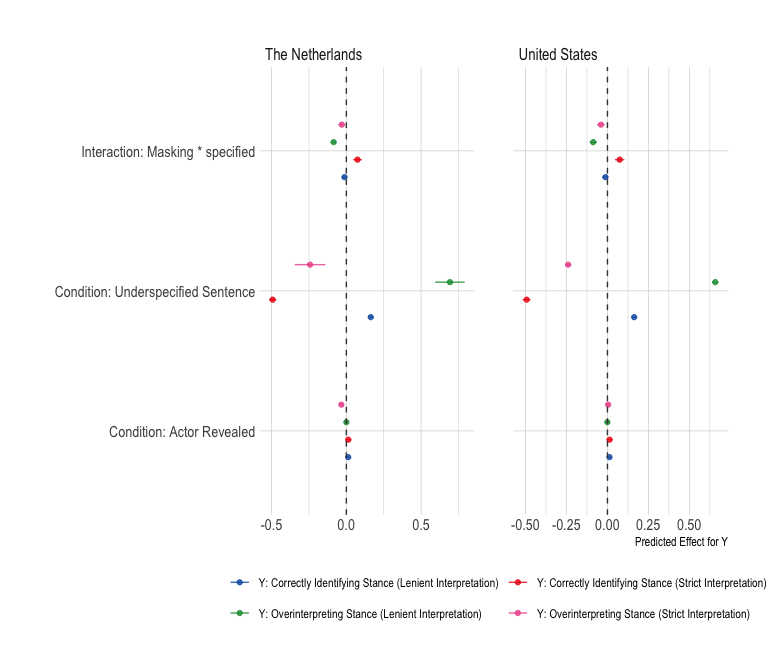 The Netherlands United States
Interaction: Masking * specified
Condition: Underspecified Sentence
Condition: Actor Revealed
-0.5 0.0 0.5 -0.50 -0.25 0.00 0.25 0.50
Predicted Effect for Y
Y: Correctly Identifying Stance (Lenient Interpretation) Y: Correctly Identifying Stance (Strict Interpretation)
Y: Overinterpreting Stance (Lenient Interpretation) Y: Overinterpreting Stance (Strict Interpretation)